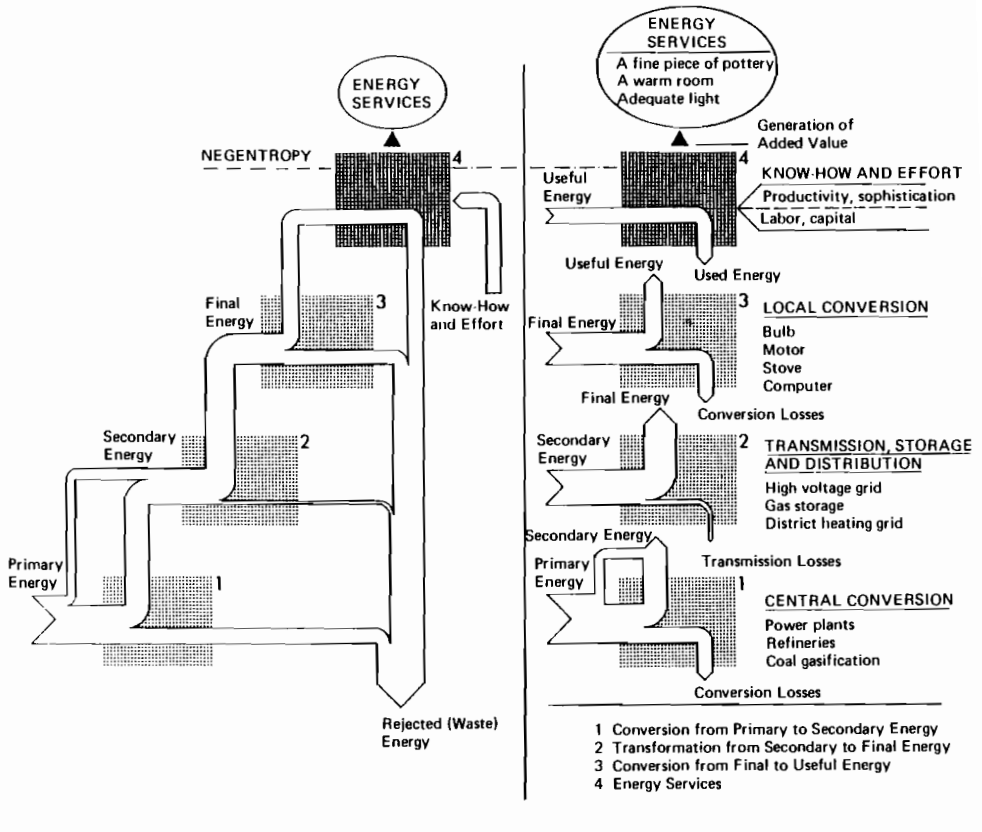 ENERGY
SERVICES
NEGENTROPY
4
Final
Energy
3
Know-How
and Effort
Secondary
Energy
2
Primary
Energy
1
Rejected (Waste)
Energy
ENERGY
SERVICES
A fine piece of pottery
A warm room
Adequate light
Generation of
Added Value
4
KNOW-HOW AND EFFORT
Productivity, sophistication
Labor, capital
Useful
Energy
Useful Energy
Used Energy
3
LOCAL CONVERSION
Bulb
Motor
Stove
Computer
Final Energy
Final Energy
Conversion Losses
Secondary
Energy
2
TRANSMISSION, STORAGE
AND DISTRIBUTION
High voltage grid
Gas storage
District heating grid
Secondary Energy
Transmission Losses
Primary
Energy
1
CENTRAL CONVERSION
Power plants
Refineries
Coal gasification
Conversion Losses
1 Conversion from Primary to Secondary Energy
2 Transformation from Secondary to Final Energy
3 Conversion from Final to Useful Energy
4 Energy Services